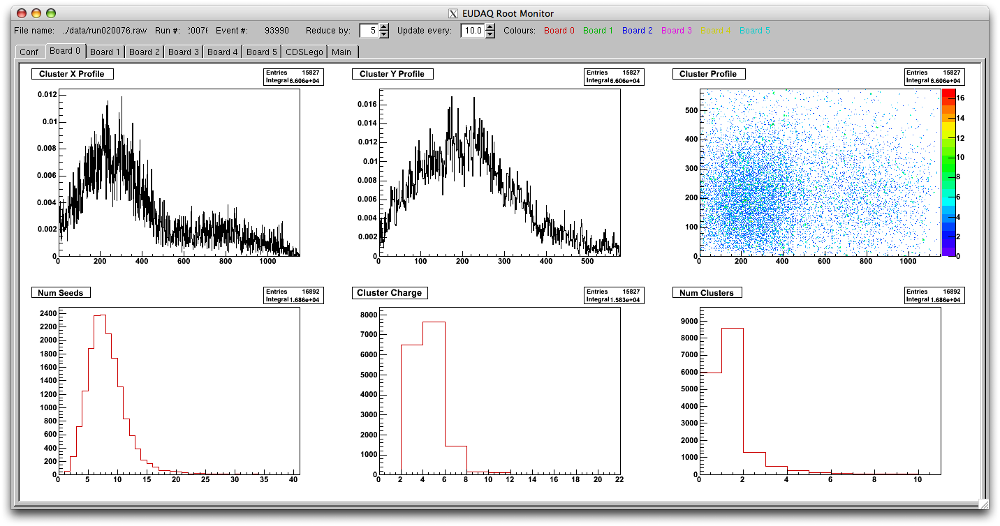 EUDAQ Root Monitor
File name: ../data/run020076.raw Run #: Event #: 93990 Reduce by: 5 Update every: 10.0 Colours: Board 0 Board 1 Board 2 Board 3 Board 4 Board 5
Conf Board 0 Board 1 Board 2 Board 3 Board 4 Board 5 CDSLego Main
Cluster X Profile
Entries 15827
Integral 6.606e+04
0.012
0.01
0.008
0.006
0.004
0.002
0
0 200 400 600 800 1000
Cluster Y Profile
Entries 15827
Integral 6.606e+04
0.016
0.014
0.012
0.01
0.008
0.006
0.004
0.002
0
0 100 200 300 400 500
Cluster Profile
Entries 15827
Integral 6.606e+04
500
400
300
200
100
0
0 200 400 600 800 1000
16
14
12
10
8
6
4
2
0
Num Seeds
Entries 16892
Integral 1.686e+04
2400
2200
2000
1800
1600
1400
1200
1000
800
600
400
200
0
0 5 10 15 20 25 30 35 40
Cluster Charge
Entries 15827
Integral 1.583e+04
8000
7000
6000
5000
4000
3000
2000
1000
0
0 2 4 6 8 10 12 14 16 18 20 22
Num Clusters
Entries 16892
Integral 1.686e+04
9000
8000
7000
6000
5000
4000
3000
2000
1000
0
0 2 4 6 8 10